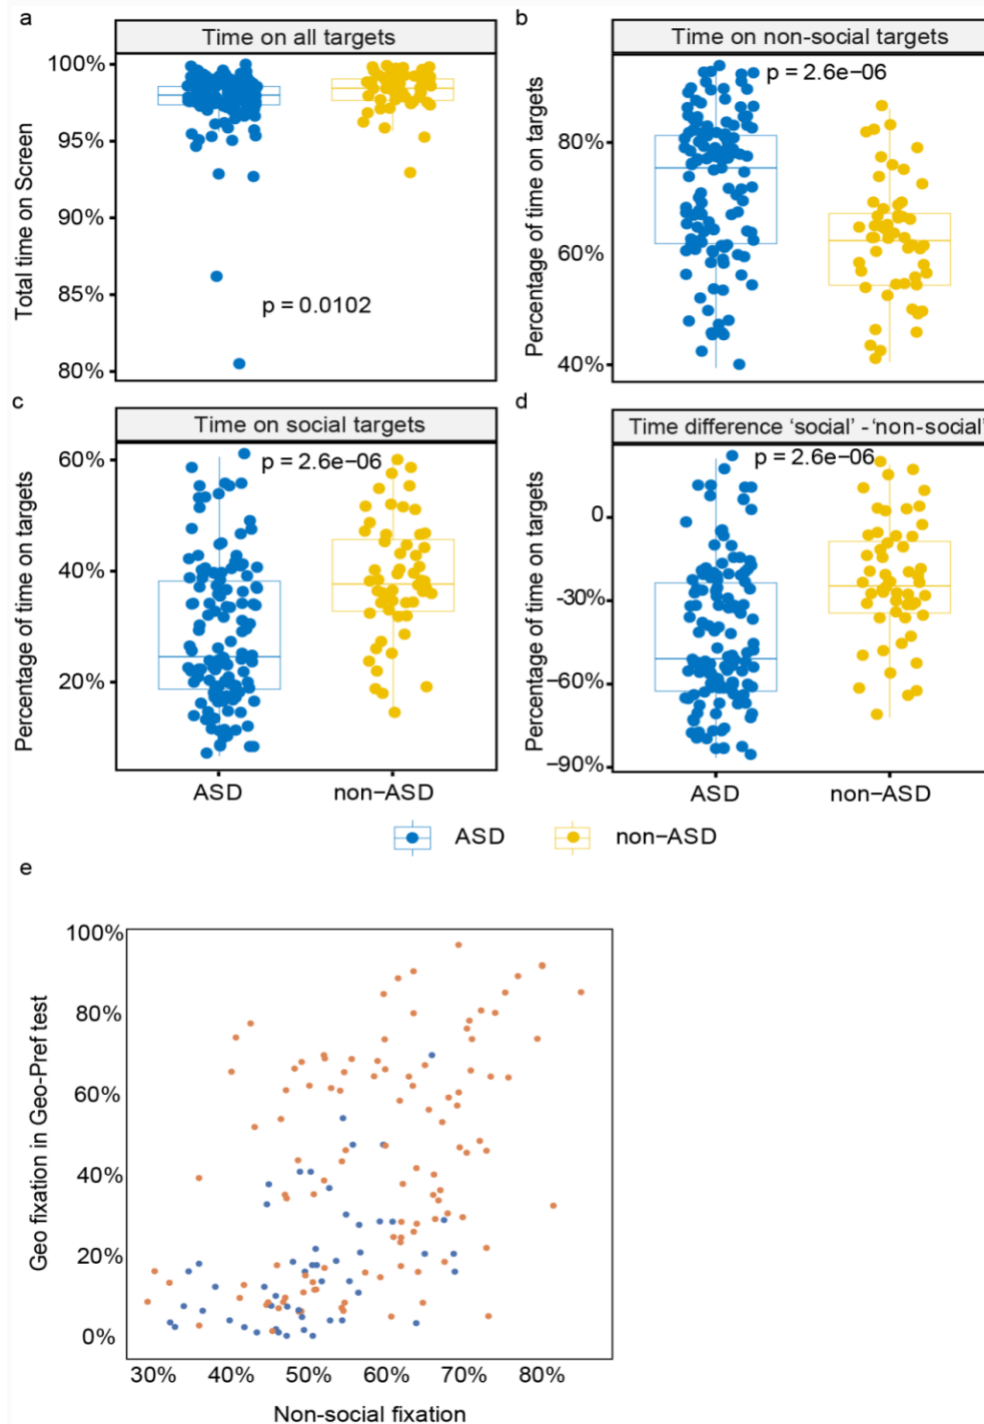 a
Time on all targets
100%
95%
90%
85%
80%
Total time on Screen
p = 0.0102
b
Time on non-social targets
p = 2.6e−06
80%
60%
40%
Percentage of time on targets
c
Time on social targets
p = 2.6e−06
60%
40%
20%
Percentage of time on targets
ASD
non−ASD
d
Time difference ‘social’ -‘non-social’
p = 2.6e−06
0
-30%
−60%
−90%
Percentage of time on targets
ASD
non−ASD
ASD
non−ASD
e
100%
80%
60%
40%
20%
0%
Geo fixation in Geo-Pref test
30%
40%
50%
60%
70%
80%
Non-social fixation